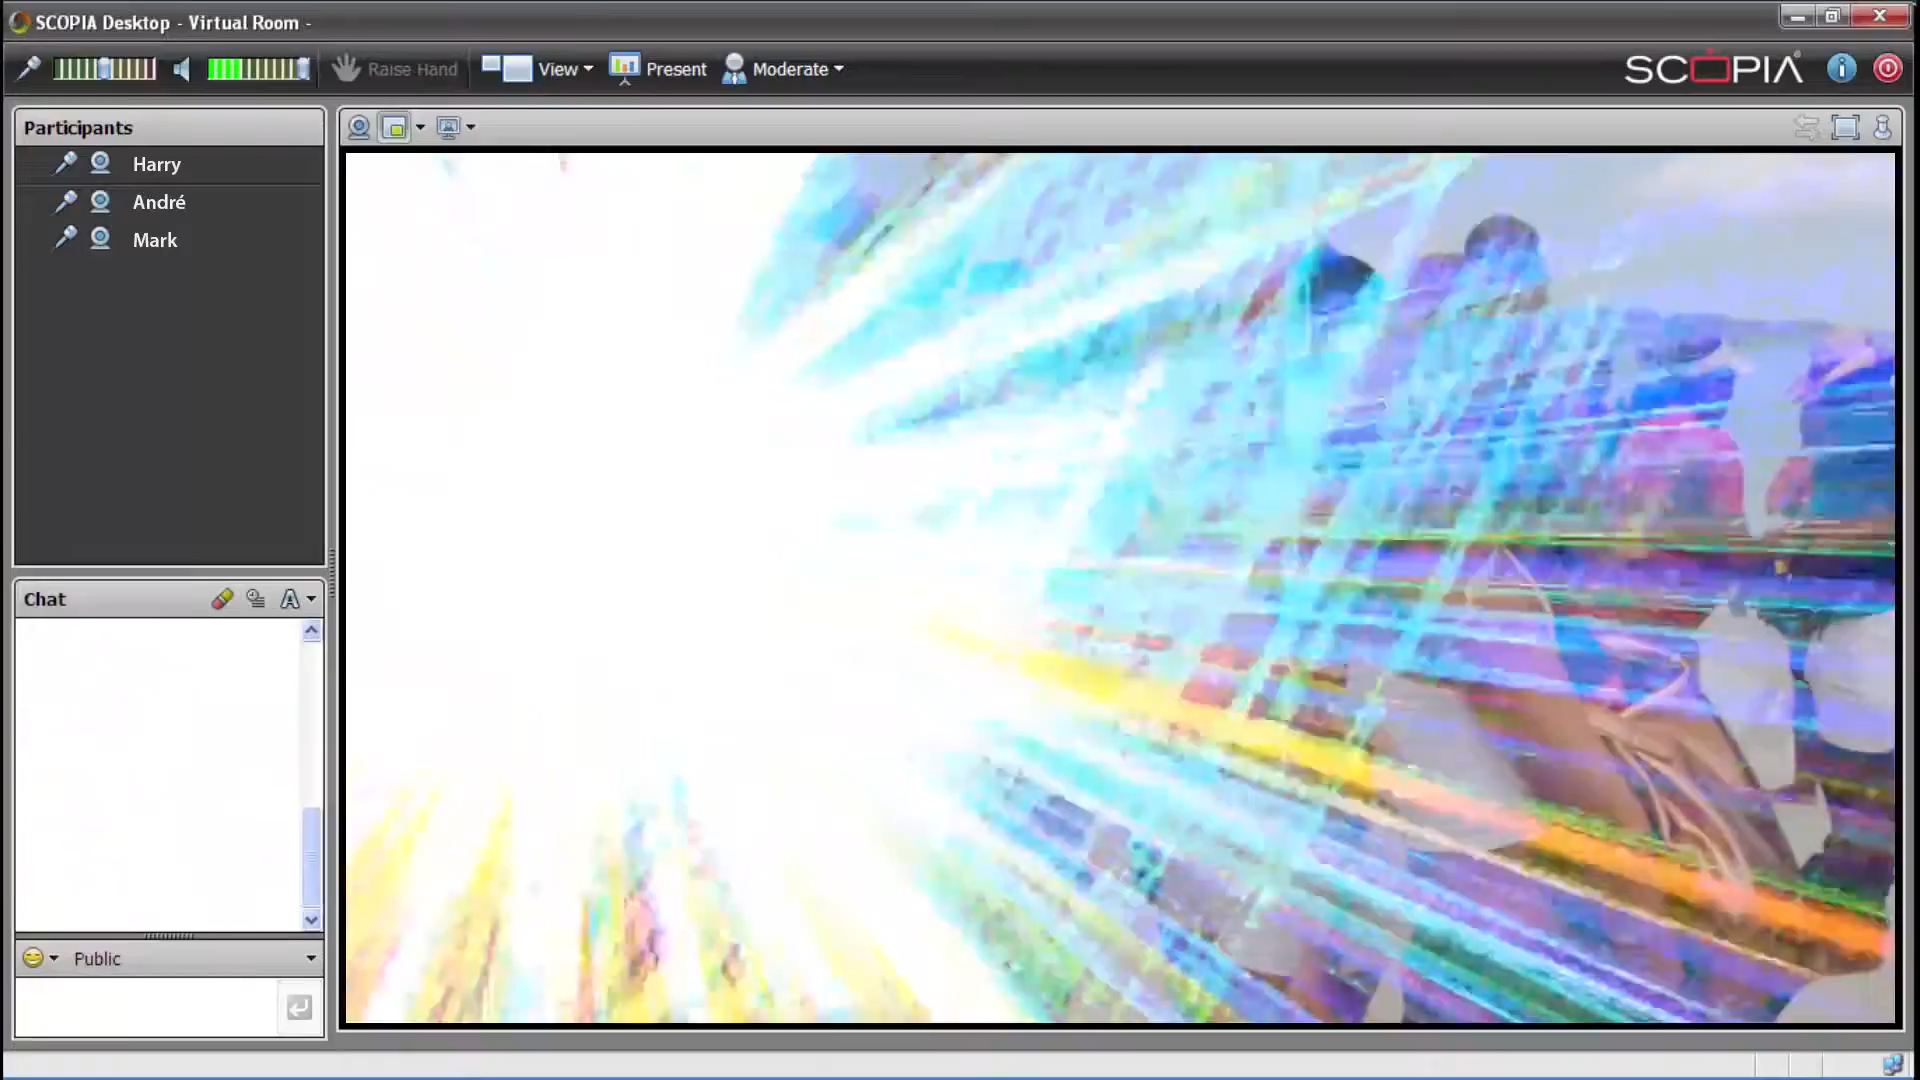 SCOPIA Desktop - Virtual Room -
Raise Hand
View
Present
Moderate
SCOPIA
Participants
Harry
André
Mark
Chat
A
Public